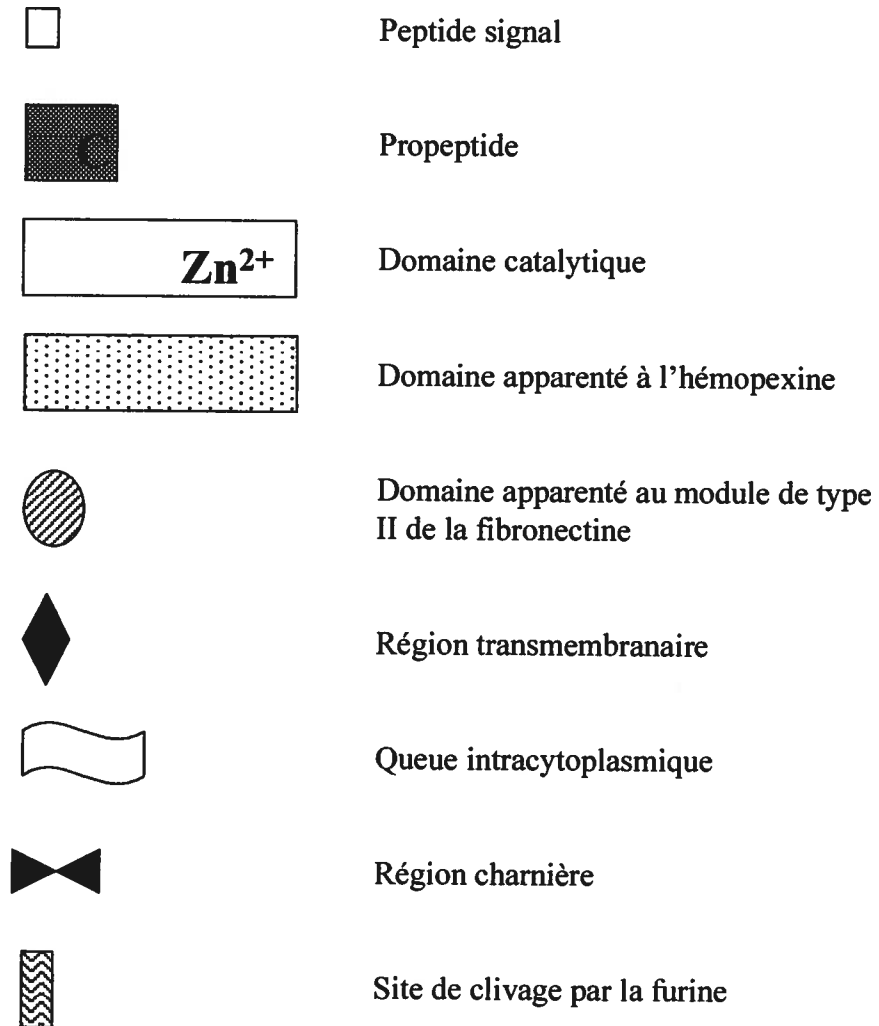 Peptide signal
C Propeptide
Zn²⁺ Domaine catalytique
Domaine apparenté à l'hémopexine
Domaine apparenté au module de type
II de la fibronectine
Région transmembranaire
Queue intracytoplasmique
Région charnière
Site de clivage par la furine